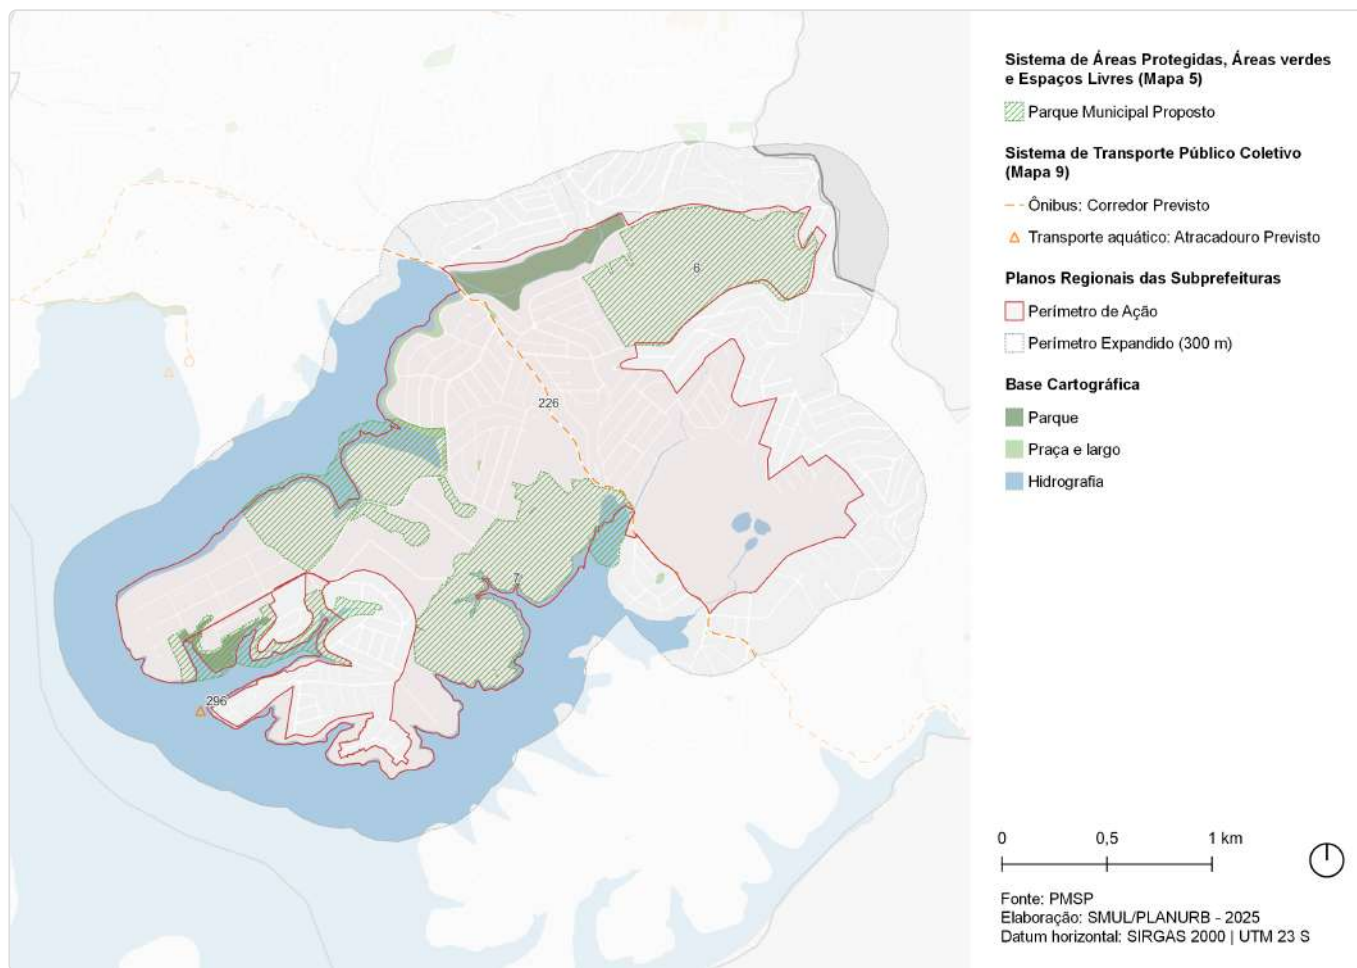 Sistema de Áreas Protegidas, Áreas verdes
e Espaços Livres (Mapa 5)
Parque Municipal Proposto
Sistema de Transporte Público Coletivo
(Mapa 9)
Ônibus: Corredor Previsto
Transporte aquático: Atracadouro Previsto
Planos Regionais das Subprefeituras
Perímetro de Ação
Perímetro Expandido (300 m)
Base Cartográfica
Parque
Praça e largo
Hidrografia
6
226
7
296
0 0,5 1 km
Fonte: PMSP
Elaboração: SMUL/PLANURB - 2025
Datum horizontal: SIRGAS 2000 | UTM 23 S